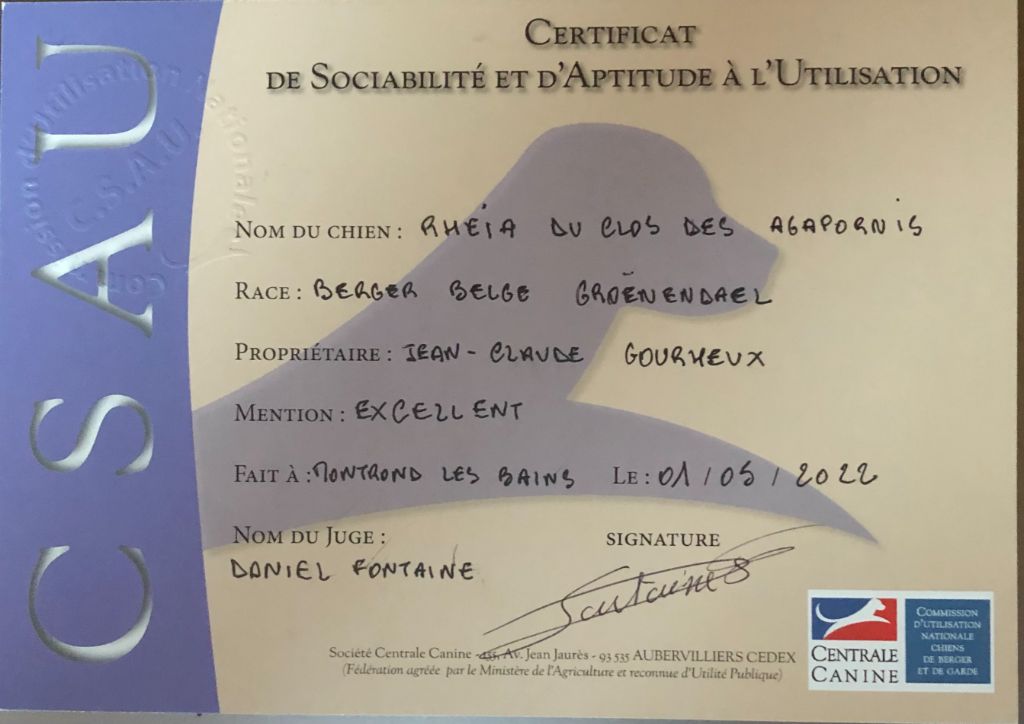 CERTIFICAT
DE SOCIABILITÉ ET D'APTITUDE À L'UTILISATION
CSAU
NOM DU CHIEN : RHEÏA DU CLOS DES AGAPORNIS
RACE : BERGER BELGE GROËNENDAEL
PROPRIÉTAIRE : JEAN-CLAUDE GOURHEUX
MENTION : EXCELLENT
FAIT À : MONTROND LES BAINS LE : 01/05/2022
NOM DU JUGE : SIGNATURE
DANIEL FONTAINE
Société Centrale Canine - 155, Av. Jean Jaurès - 93 535 AUBERVILLIERS CEDEX
(Fédération agréée par le Ministère de l'Agriculture et reconnue d'Utilité Publique)
CENTRALE
CANINE
COMMISSION
D'UTILISATION
NATIONALE
CHIENS
DE BERGER
ET DE GARDE